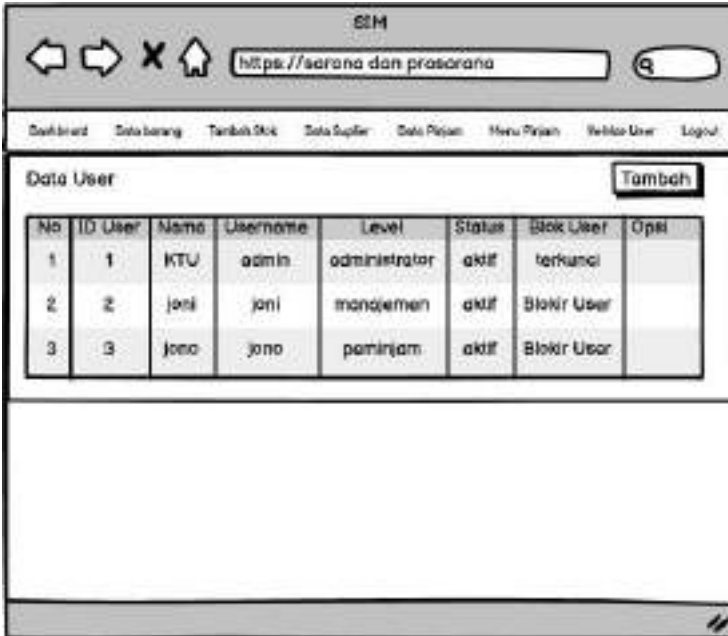 SIM
https://sarana dan prasarana
Dashboard Data barang Tambah Stok Data Suplier Data Pinjam Menu Pinjam User Logout
Data User Tambah
No ID User Nama Username Level Status Blok User Opsi
1 1 KTU admin administrator aktif terkunci
2 2 joni joni manajemen aktif Blokir User
3 3 jono jono peminjam aktif Blokir User